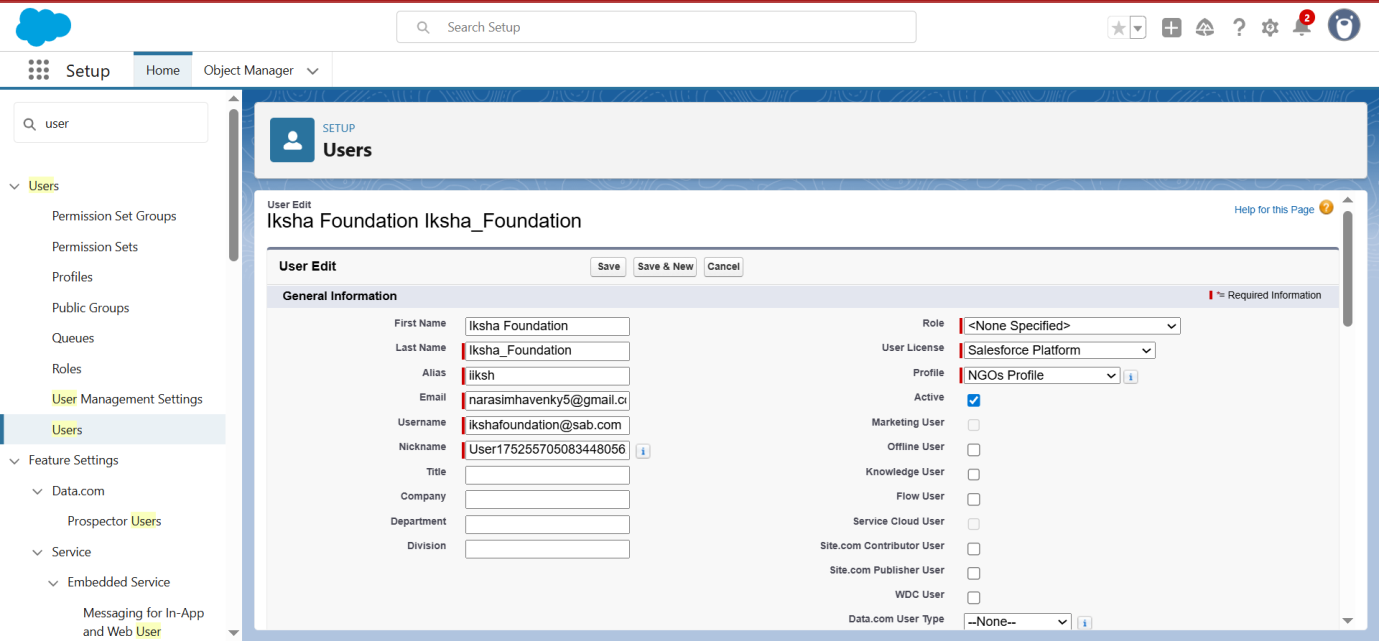 Search Setup
2
Setup
Home
Object Manager
user
Users
Permission Set Groups
Permission Sets
Profiles
Public Groups
Queues
Roles
User Management Settings
Users
Feature Settings
Data.com
Prospector Users
Service
Embedded Service
Messaging for In-App
and Web User
SETUP
Users
User Edit
Iksha Foundation Iksha_Foundation
Help for this Page ?
User Edit
Save
Save & New
Cancel
General Information
*= Required Information
First Name Iksha Foundation
Last Name Iksha_Foundation
Alias iiksh
Email narasimhavenky5@gmail.co
Username ikshafoundation@sab.com
Nickname User175255705083448056 i
Title
Company
Department
Division
Role <None Specified>
User License Salesforce Platform
Profile NGOs Profile i
Active
Marketing User
Offline User
Knowledge User
Flow User
Service Cloud User
Site.com Contributor User
Site.com Publisher User
WDC User
Data.com User Type --None-- i